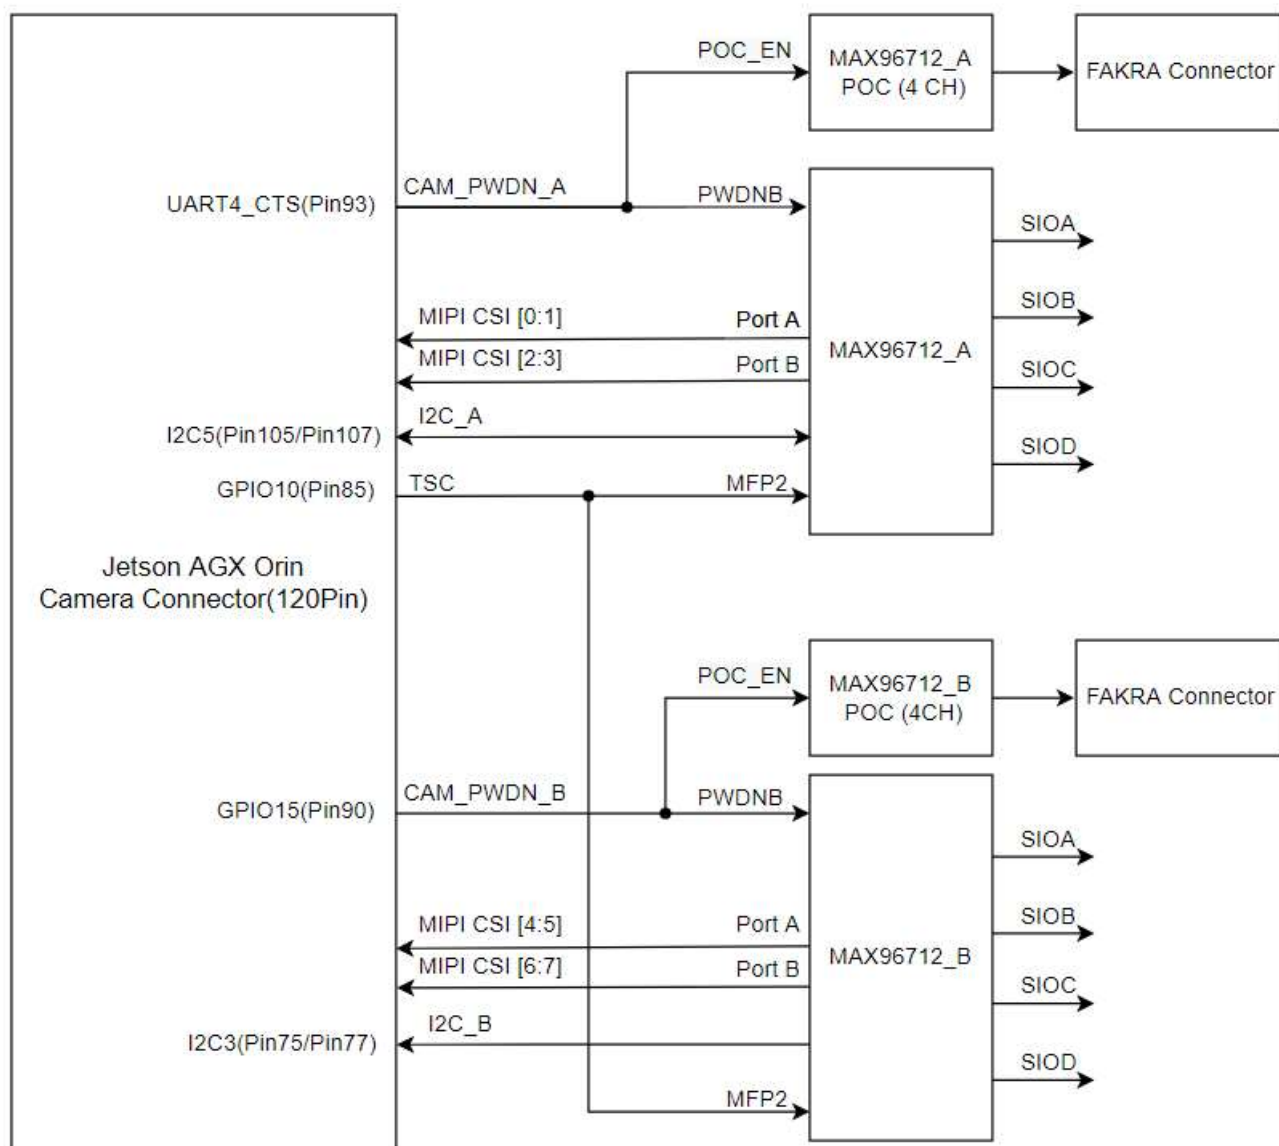 POC_EN
MAX96712_A
POC (4 CH)
FAKRA Connector
UART4_CTS(Pin93)
CAM_PWDN_A
PWDNB
SIOA
MIPI CSI [0:1]
Port A
SIOB
MIPI CSI [2:3]
Port B
MAX96712_A
SIOC
I2C5(Pin105/Pin107)
I2C_A
SIOD
GPIO10(Pin85)
TSC
MFP2
Jetson AGX Orin
Camera Connector(120Pin)
POC_EN
MAX96712_B
POC (4CH)
FAKRA Connector
GPIO15(Pin90)
CAM_PWDN_B
PWDNB
SIOA
MIPI CSI [4:5]
Port A
SIOB
MIPI CSI [6:7]
Port B
MAX96712_B
SIOC
I2C3(Pin75/Pin77)
I2C_B
SIOD
MFP2